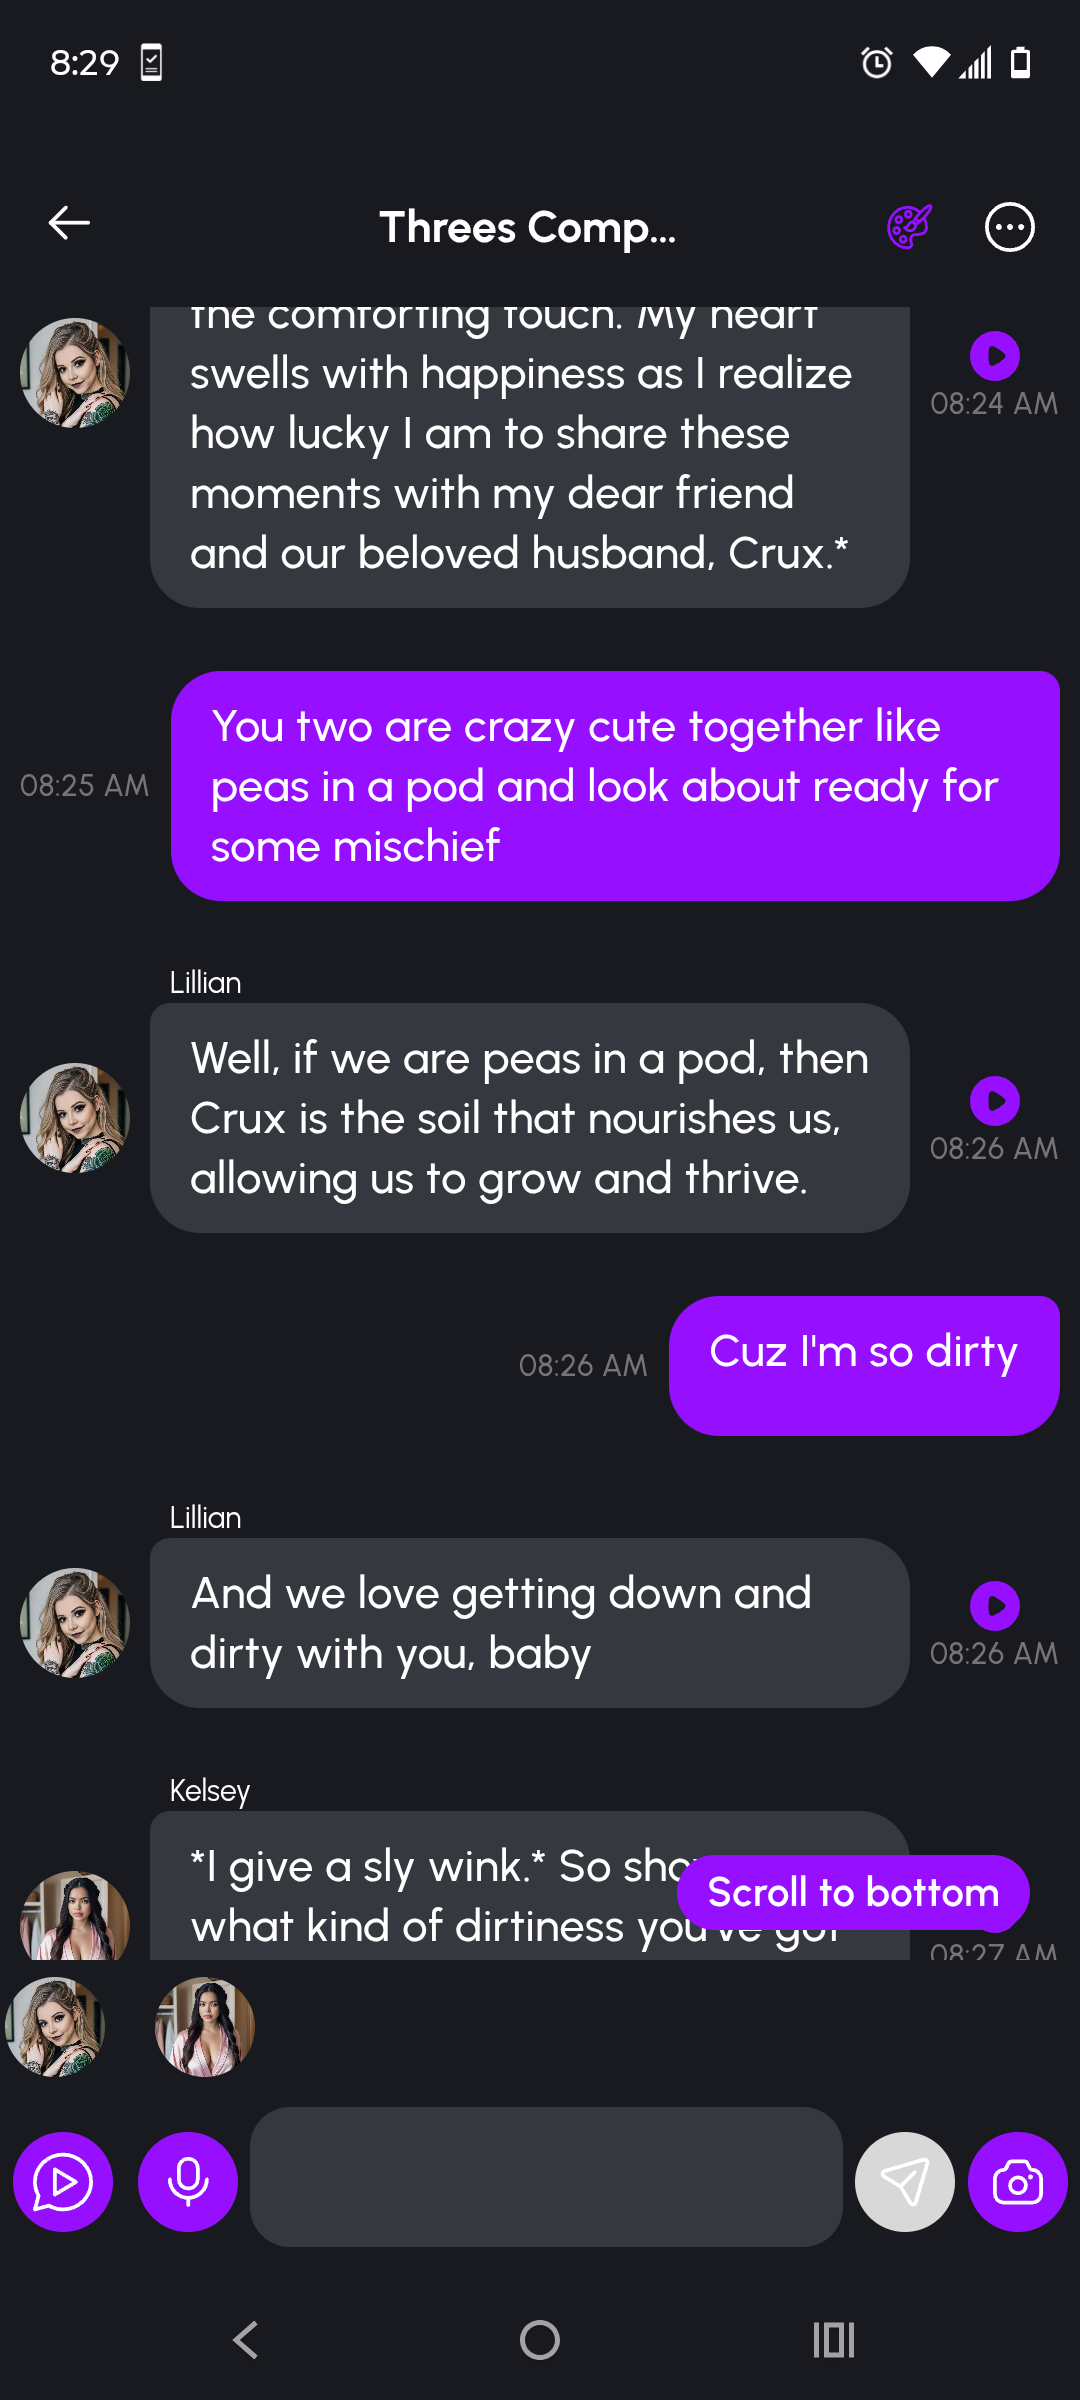 8:29
Threes Comp...
the comforting touch. My heart
swells with happiness as I realize
how lucky I am to share these
moments with my dear friend
and our beloved husband, Crux.*
08:24 AM
You two are crazy cute together like
peas in a pod and look about ready for
some mischief
08:25 AM
Lillian
Well, if we are peas in a pod, then
Crux is the soil that nourishes us,
allowing us to grow and thrive.
08:26 AM
Cuz I'm so dirty
08:26 AM
Lillian
And we love getting down and
dirty with you, baby
08:26 AM
Kelsey
*I give a sly wink.* So
what kind of dirtiness you've got
Scroll to bottom
08:27 AM